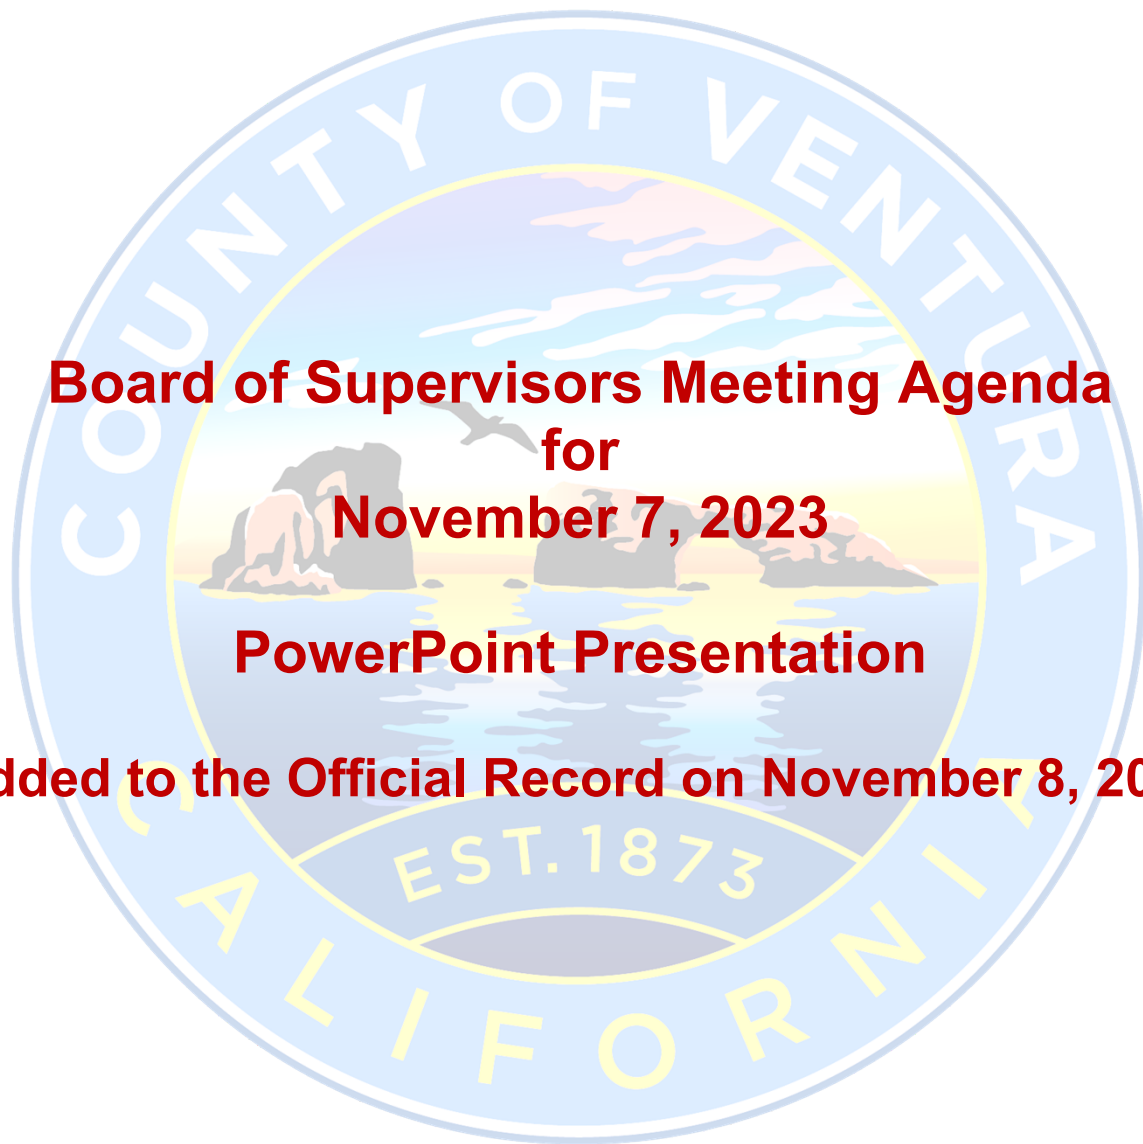 COUNTY OF VENTURA
Board of Supervisors Meeting Agenda
for
November 7, 2023
PowerPoint Presentation
to the Official Record on November 8,
EST. 1873
CALIFORNIA